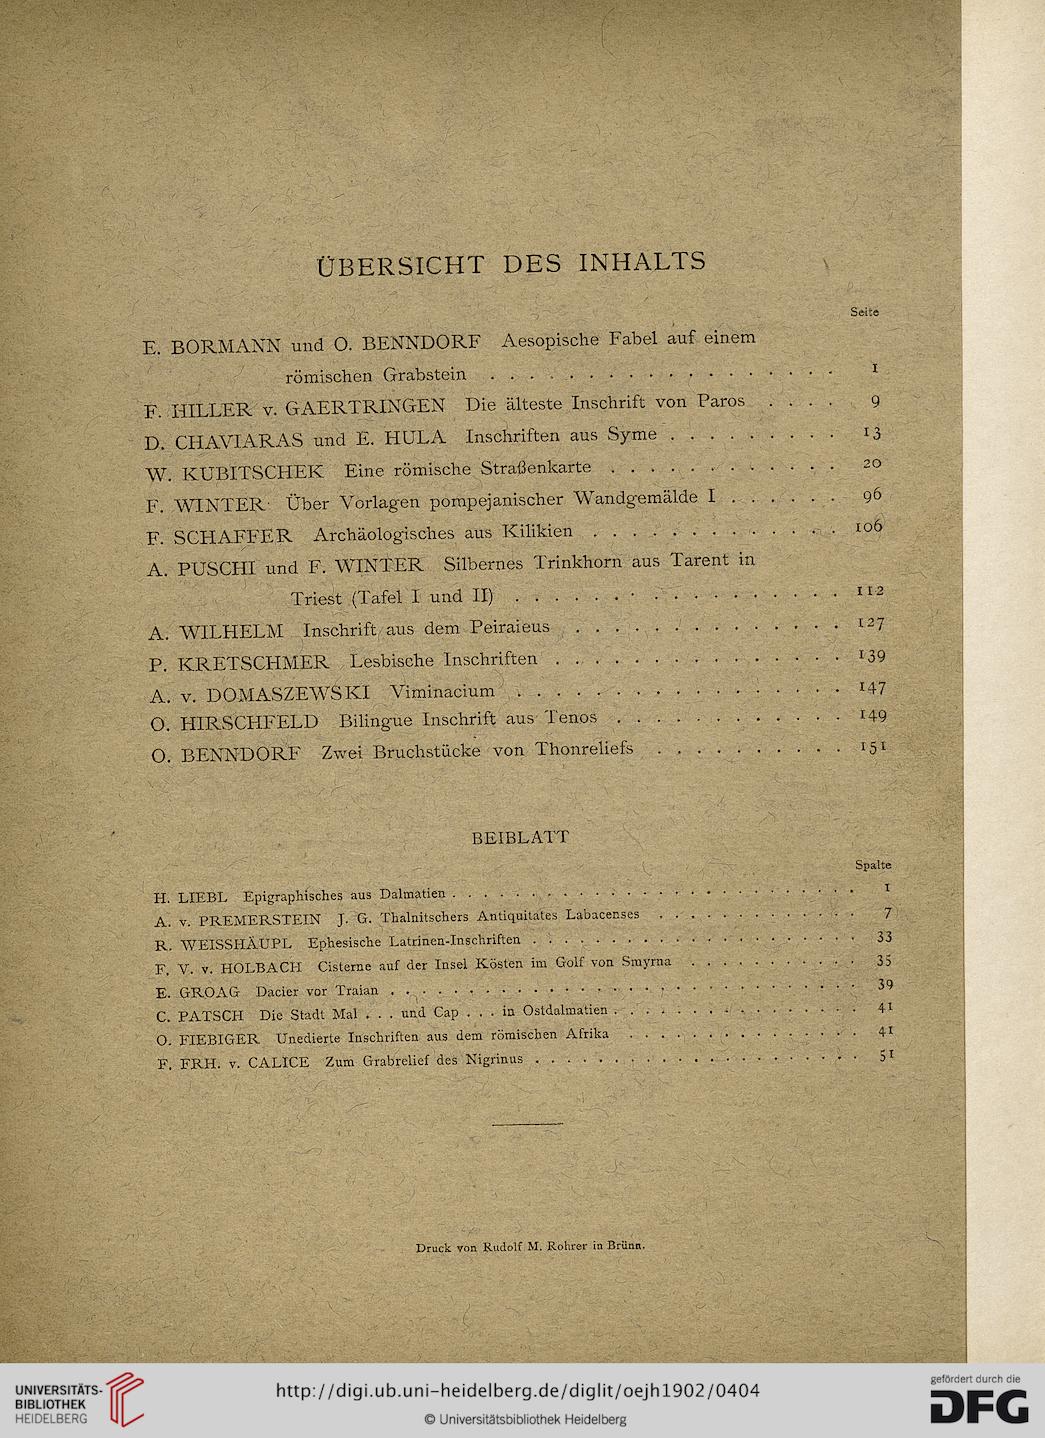 ÜBERSICHT DES INHALTS
Seite
E. BORMANN und O. BENNDORF Aesopische Fabel auf einem
römischen Grabstein . . . . . . . . . . . . . . . . . . 1
F. HILLER v. GAERTRINGEN Die älteste Inschrift von Paros . . . . 9
D. CHAVIARAS und E. HULA Inschriften aus Syme . . . . . . . . . 13
W. KUBITSCHEK Eine römische Straßenkarte . . . . . . . . . . . . 20
F. WINTER Über Vorlagen pompejanischer Wandgemälde I . . . . . . 96
F. SCHAFFER Archäologisches aus Kilikien . . . . . . . . . . . . . 106
A. PUSCHI und F. WINTER Silbernes Trinkhorn aus Tarent in
Triest (Tafel I und II) . . . . . . . . . . . . . . . . . 112
A. WILHELM Inschrift aus dem Peiraieus . . . . . . . . . . . . . . 127
P. KRETSCHMER Lesbische Inschriften . . . . . . . . . . . . . . . 139
A. v. DOMASZEWSKI Viminacium . . . . . . . . . . . . . . . . . 147
O. HIRSCHFELD Bilingue Inschrift aus Tenos . . . . . . . . . . . . 149
O. BENNDORF Zwei Bruchstücke von Thonreliefs . . . . . . . . . . 151
BEIBLATT
Spalte
H. LIEBL Epigraphisches aus Dalmatien . . . . . . . . . . . . . . . . . . . . . 1
A. v. PREMERSTEIN J. G. Thalnitschers Antiquitates Labacenses . . . . . . . . . . . 7
R. WEISSHÄUPL Ephesische Latrinen-Inschriften . . . . . . . . . . . . . . . . . 33
F. V. v. HOLBACH Cisterne auf der Insel Kösten im Golf von Smyrna . . . . . . . . . 35
E. GROAG Dacier vor Traian . . . . . . . . . . . . . . . . . . . . . . . . 39
C. PATSCH Die Stadt Mal . . . und Cap . . . in Ostdalmatien . . . . . . . . . . . . . 41
O. FIEBIGER Unedierte Inschriften aus dem römischen Afrika . . . . . . . . . . . . 41
F. FRH. v. CALICE Zum Grabrelief des Nigrinus . . . . . . . . . . . . . . . . . 51
Druck von Rudolf M. Rohrer in Brünn.
UNIVERSITÄTS-
BIBLIOTHEK
HEIDELBERG
http://digi.ub.uni-heidelberg.de/diglit/oejh1902/0404
© Universitätsbibliothek Heidelberg
gefördert durch die
DFG